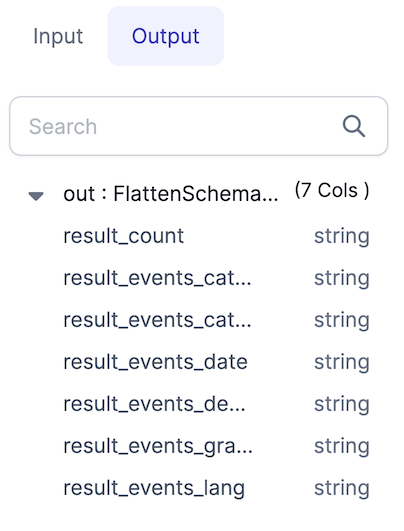 Input Output
Search
out : FlattenSchema... (7 Cols )
result_count string
result_events_cat... string
result_events_cat... string
result_events_date string
result_events_de... string
result_events_gra... string
result_events_lang string